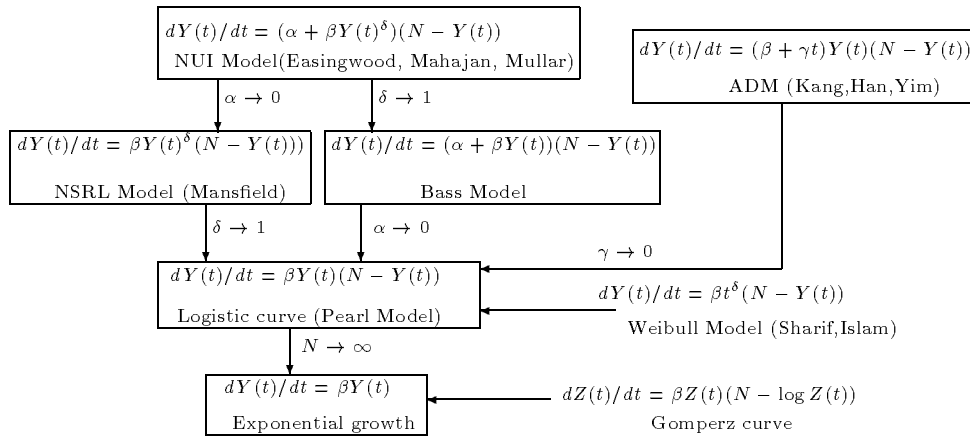 dY(t)/dt = (α + βY(t)^δ)(N − Y(t))
NUI Model(Easingwood, Mahajan, Mullar)
dY(t)/dt = (β + γt)Y(t)(N − Y(t))
ADM (Kang,Han,Yim)
α → 0
δ → 1
dY(t)/dt = βY(t)^δ(N − Y(t)))
NSRL Model (Mansfield)
dY(t)/dt = (α + βY(t))(N − Y(t))
Bass Model
δ → 1
α → 0
γ → 0
dY(t)/dt = βY(t)(N − Y(t))
Logistic curve (Pearl Model)
dY(t)/dt = βt^δ(N − Y(t))
Weibull Model (Sharif,Islam)
N → ∞
dY(t)/dt = βY(t)
Exponential growth
dZ(t)/dt = βZ(t)(N − log Z(t))
Gomperz curve